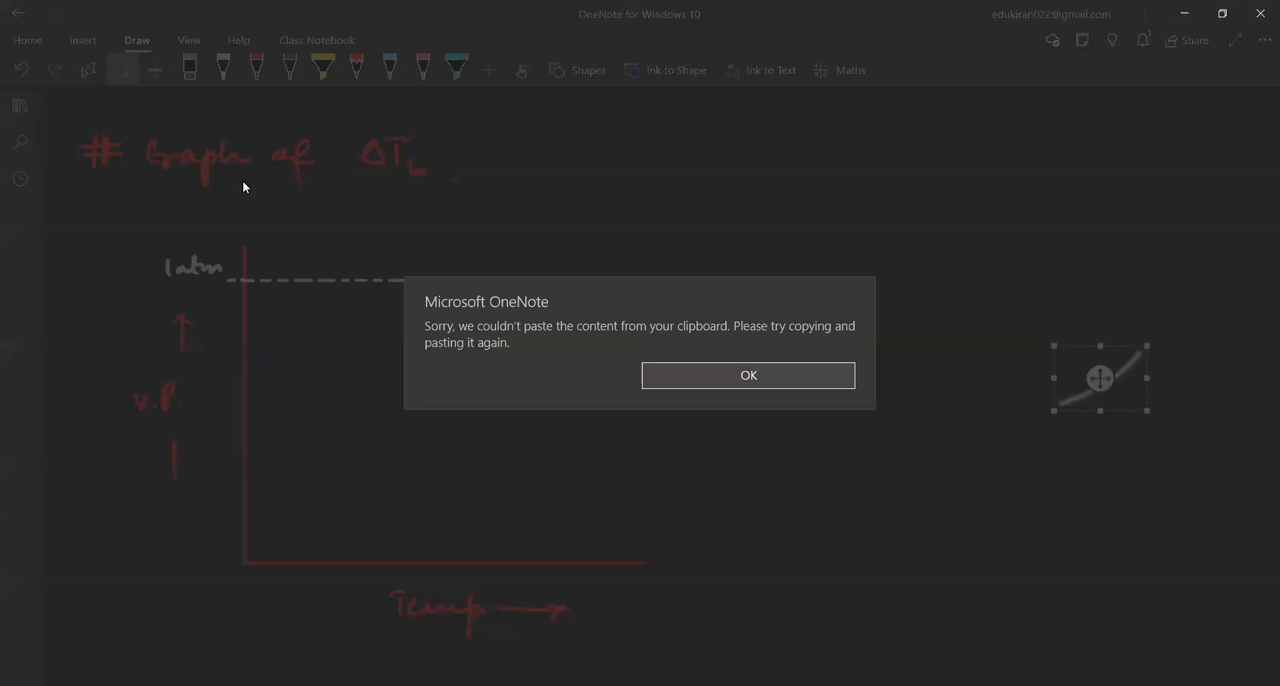 OneNote for Windows 10
edukiran022@gmail.com
Home Insert Draw View Help Class Notebook
Share
Shapes Ink to Shape Ink to Text Maths
# Graph of ΔTb
1 atm
Microsoft OneNote
Sorry, we couldn't paste the content from your clipboard. Please try copying and
pasting it again.
OK
V.P.
Temp